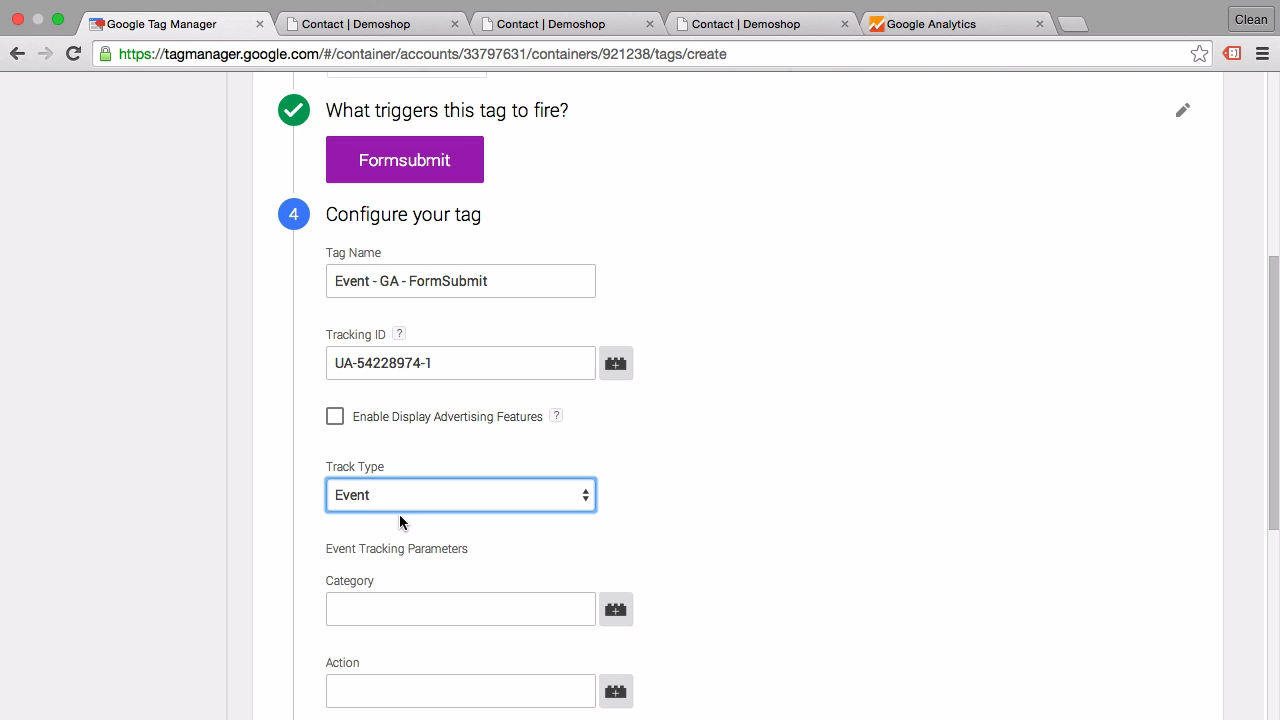 Google Tag Manager
Contact | Demoshop
Contact | Demoshop
Contact | Demoshop
Google Analytics
Clean
https://tagmanager.google.com/#/container/accounts/33797631/containers/921238/tags/create
What triggers this tag to fire?
Formsubmit
4 Configure your tag
Tag Name
Event - GA - FormSubmit
Tracking ID ?
UA-54228974-1
Enable Display Advertising Features ?
Track Type
Event
Event Tracking Parameters
Category
Action